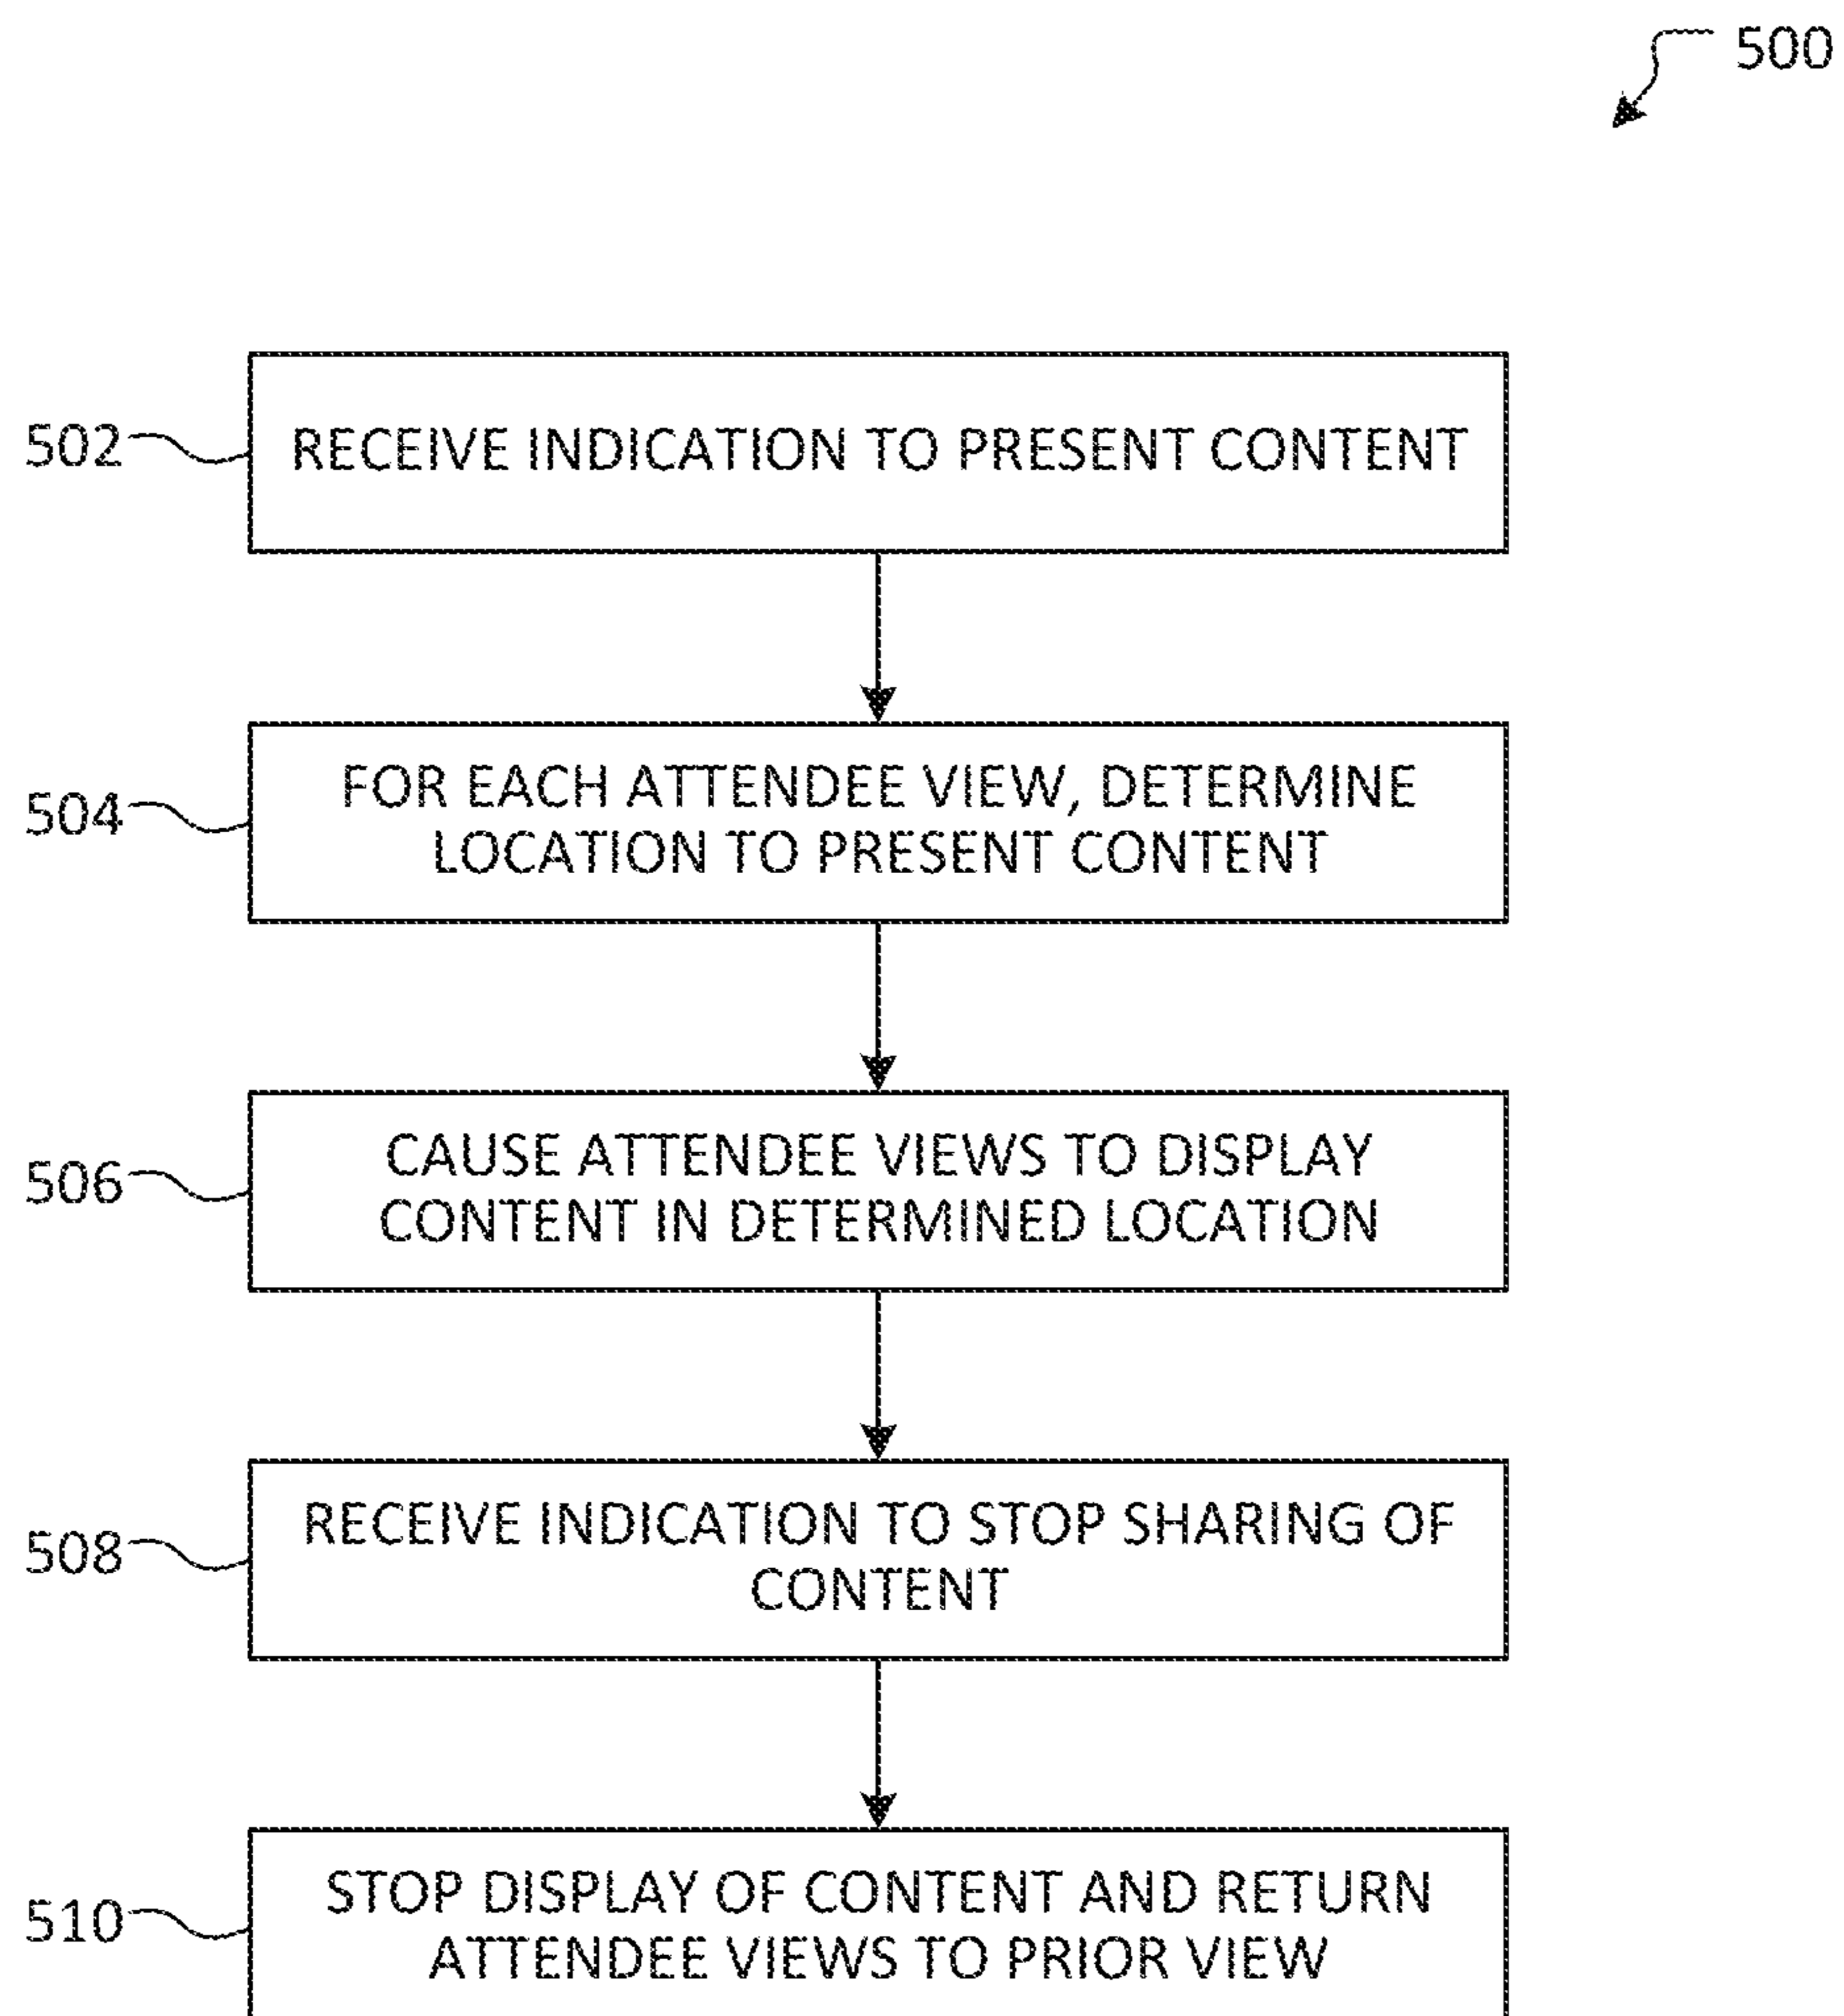 500
502
RECEIVE INDICATION TO PRESENT CONTENT
504
FOR EACH ATTENDEE VIEW, DETERMINE
LOCATION TO PRESENT CONTENT
506
CAUSE ATTENDEE VIEWS TO DISPLAY
CONTENT IN DETERMINED LOCATION
508
RECEIVE INDICATION TO STOP SHARING OF
CONTENT
510
STOP DISPLAY OF CONTENT AND RETURN
ATTENDEE VIEWS TO PRIOR VIEW